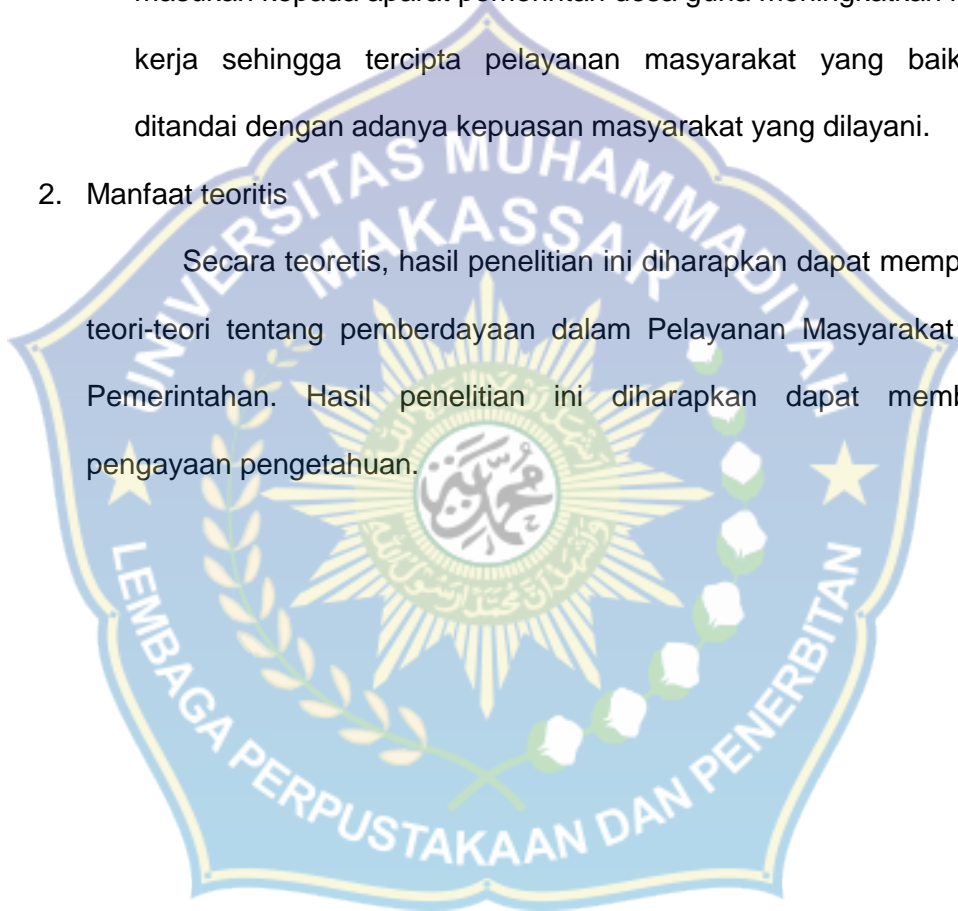 kerja sehingga tercipta pelayanan masyarakat yang baik
ditandai dengan adanya kepuasan masyarakat yang dilayani.
2. Manfaat teoritis
Secara teoretis, hasil penelitian ini diharapkan dapat
teori-teori tentang pemberdayaan dalam Pelayanan Masyarakat
Pemerintahan. Hasil penelitian ini diharapkan dapat
pengayaan pengetahuan.
UNIVERSITAS MUHAMMADIYAH
MAKASSAR
محمدية
LEMBAGA PERPUSTAKAAN DAN PENERBITAN